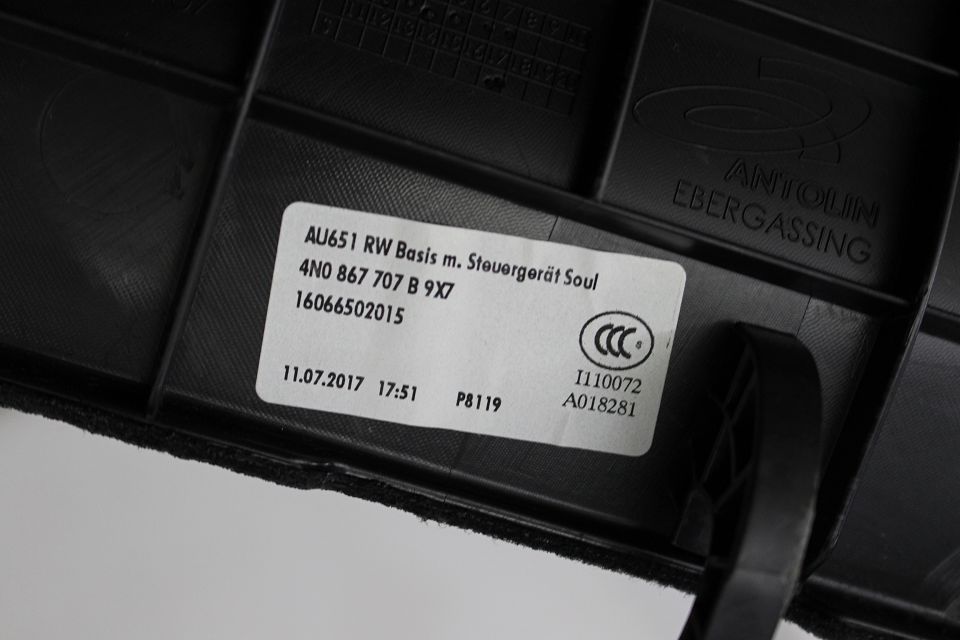 ANTOLIN
EBERGASSING
AU651 RW Basis m. Steuergerät Soul
4N0 867 707 B 9X7
16066502015
CCC S
I110072
A018281
11.07.2017 17:51 P8119